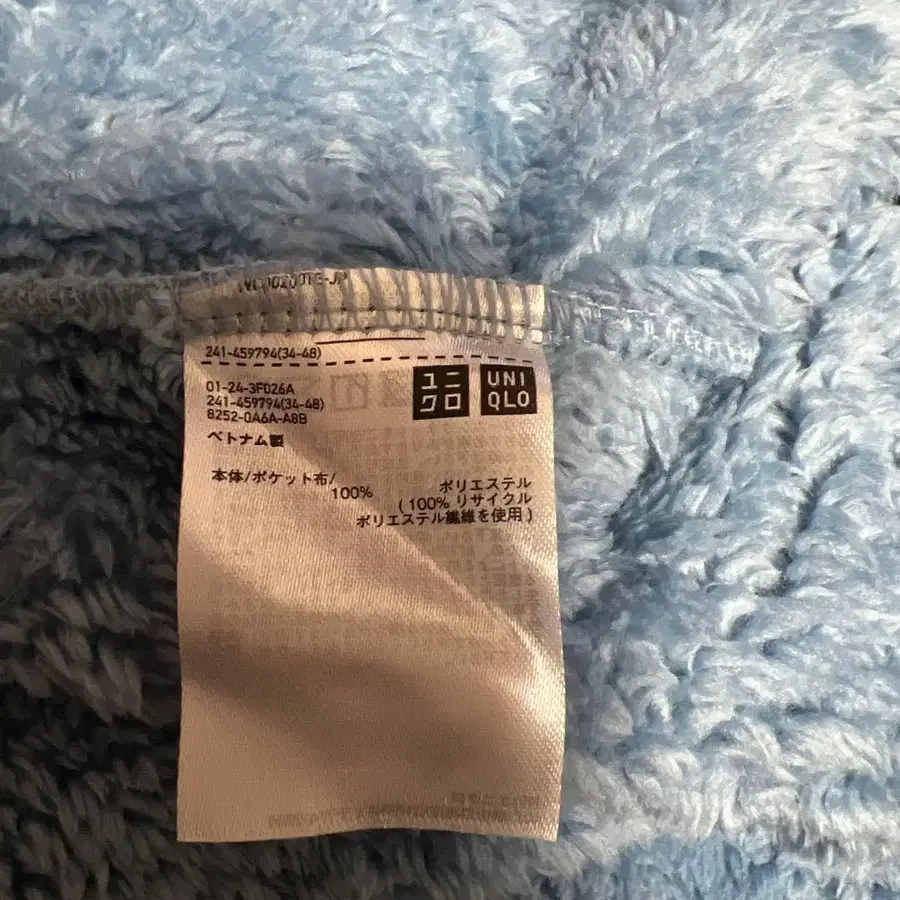 241-459794(34-48)
ユニ
クロ
UNI
QLO
01-24-3F026A
241-459794(34-48)
8252-0A6A-A8B
ベトナム製
本体/ポケット布/
ポリエステル
100%
(100% リサイクル
ポリエステル繊維を使用)